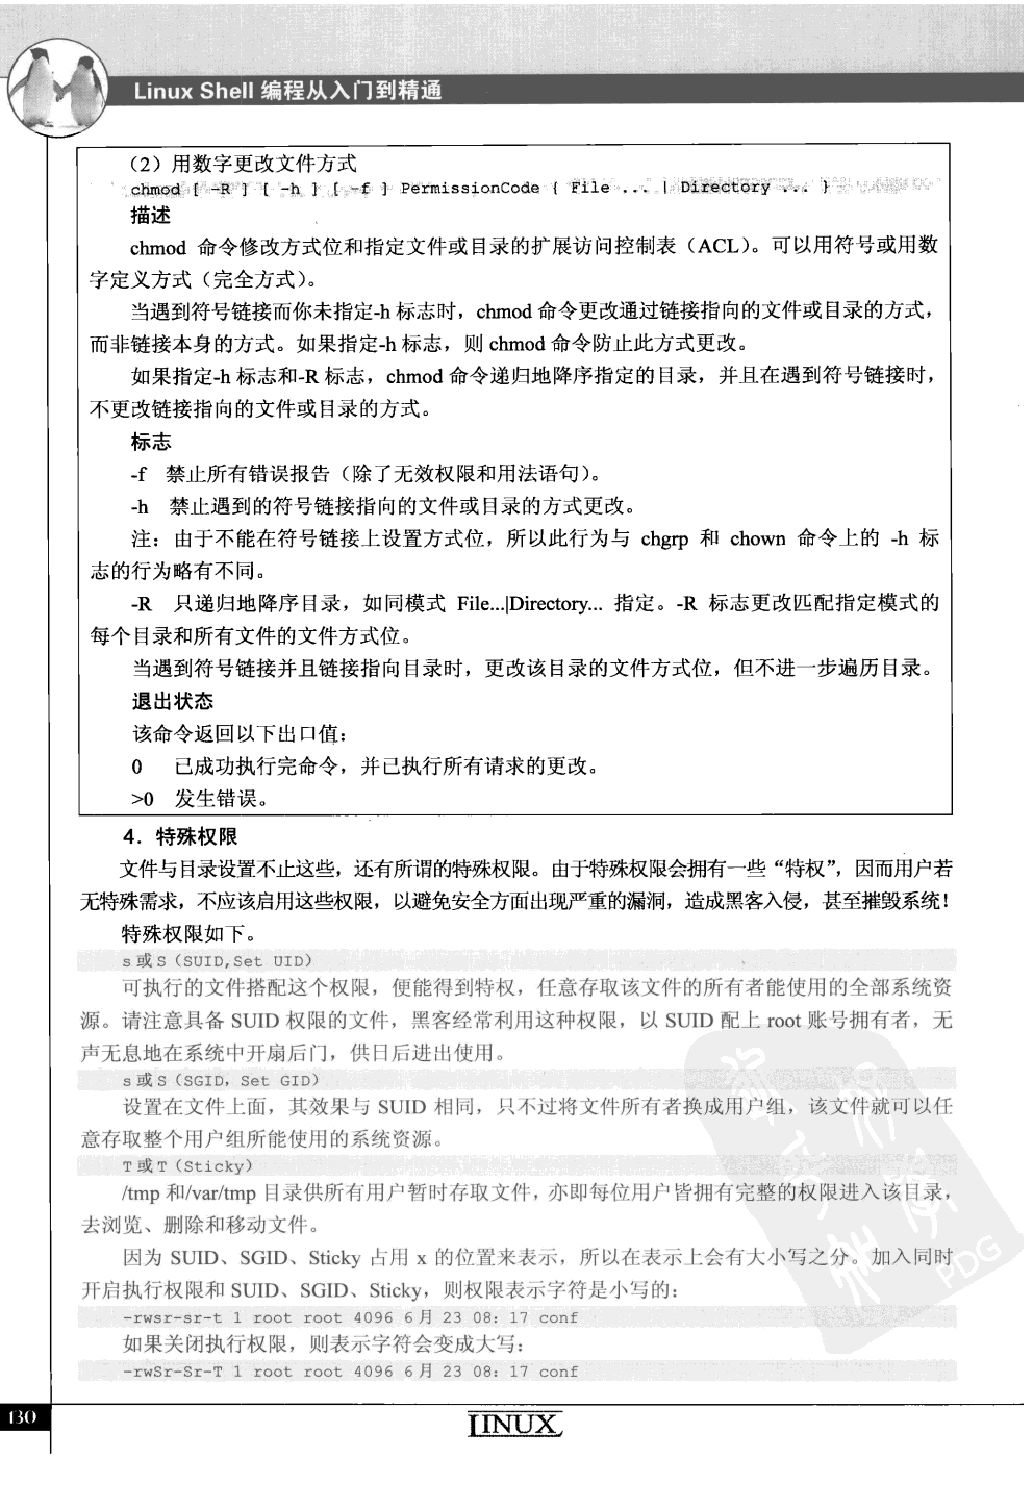 Linux Shell 编程从入门到精通
（2）用数字更改文件方式
chmod [ -R ] [ -h ] [ -f ] PermissionCode { File ... | Directory ... }
描述
chmod 命令修改方式位和指定文件或目录的扩展访问控制表（ACL）。可以用符号或用数
字定义方式（完全方式）。
当遇到符号链接而你未指定-h 标志时，chmod 命令更改通过链接指向的文件或目录的方式，
而非链接本身的方式。如果指定-h 标志，则 chmod 命令防止此方式更改。
如果指定-h 标志和-R 标志，chmod 命令递归地降序指定的目录，并且在遇到符号链接时，
不更改链接指向的文件或目录的方式。
标志
-f 禁止所有错误报告（除了无效权限和用法语句）。
-h 禁止遇到的符号链接指向的文件或目录的方式更改。
注：由于不能在符号链接上设置方式位，所以此行为与 chgrp 和 chown 命令上的 -h 标
志的行为略有不同。
-R 只递归地降序目录，如同模式 File...|Directory... 指定。-R 标志更改匹配指定模式的
每个目录和所有文件的文件方式位。
当遇到符号链接并且链接指向目录时，更改该目录的文件方式位，但不进一步遍历目录。
退出状态
该命令返回以下出口值：
0 已成功执行完命令，并已执行所有请求的更改。
>0 发生错误。
4．特殊权限
文件与目录设置不止这些，还有所谓的特殊权限。由于特殊权限会拥有一些“特权”，因而用户若
无特殊需求，不应该启用这些权限，以避免安全方面出现严重的漏洞，造成黑客入侵，甚至摧毁系统！
特殊权限如下。
s 或 S（SUID,Set UID）
可执行的文件搭配这个权限，便能得到特权，任意存取该文件的所有者能使用的全部系统资
源。请注意具备 SUID 权限的文件，黑客经常利用这种权限，以 SUID 配上 root 账号拥有者，无
声无息地在系统中开扇后门，供日后进出使用。
s 或 S（SGID，Set GID）
设置在文件上面，其效果与 SUID 相同，只不过将文件所有者换成用户组，该文件就可以任
意存取整个用户组所能使用的系统资源。
T 或 T（Sticky）
/tmp 和/var/tmp 目录供所有用户暂时存取文件，亦即每位用户皆拥有完整的权限进入该目录，
去浏览、删除和移动文件。
因为 SUID、SGID、Sticky 占用 x 的位置来表示，所以在表示上会有大小写之分。加入同时
开启执行权限和 SUID、SGID、Sticky，则权限表示字符是小写的：
-rwsr-sr-t 1 root root 4096 6 月 23 08：17 conf
如果关闭执行权限，则表示字符会变成大写：
-rwSr-Sr-T 1 root root 4096 6 月 23 08：17 conf
PDG
130
LINUX